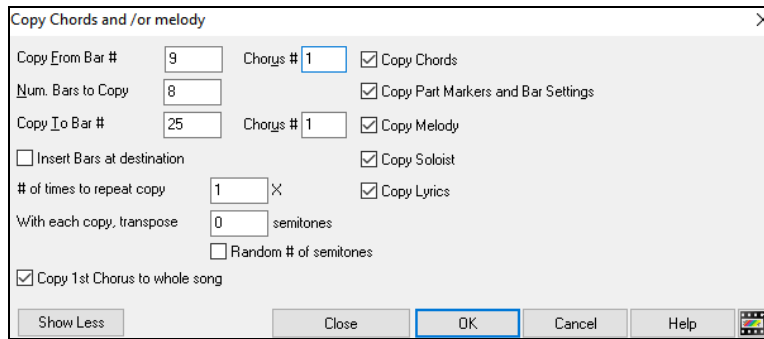 Copy Chords and /or melody
Copy From Bar # 9 Chorus # 1 Copy Chords
Num. Bars to Copy 8 Copy Part Markers and Bar Settings
Copy To Bar # 25 Chorus # 1 Copy Melody
Insert Bars at destination Copy Soloist
# of times to repeat copy 1 X Copy Lyrics
With each copy, transpose 0 semitones
Random # of semitones
Copy 1st Chorus to whole song
Show Less Close OK Cancel Help